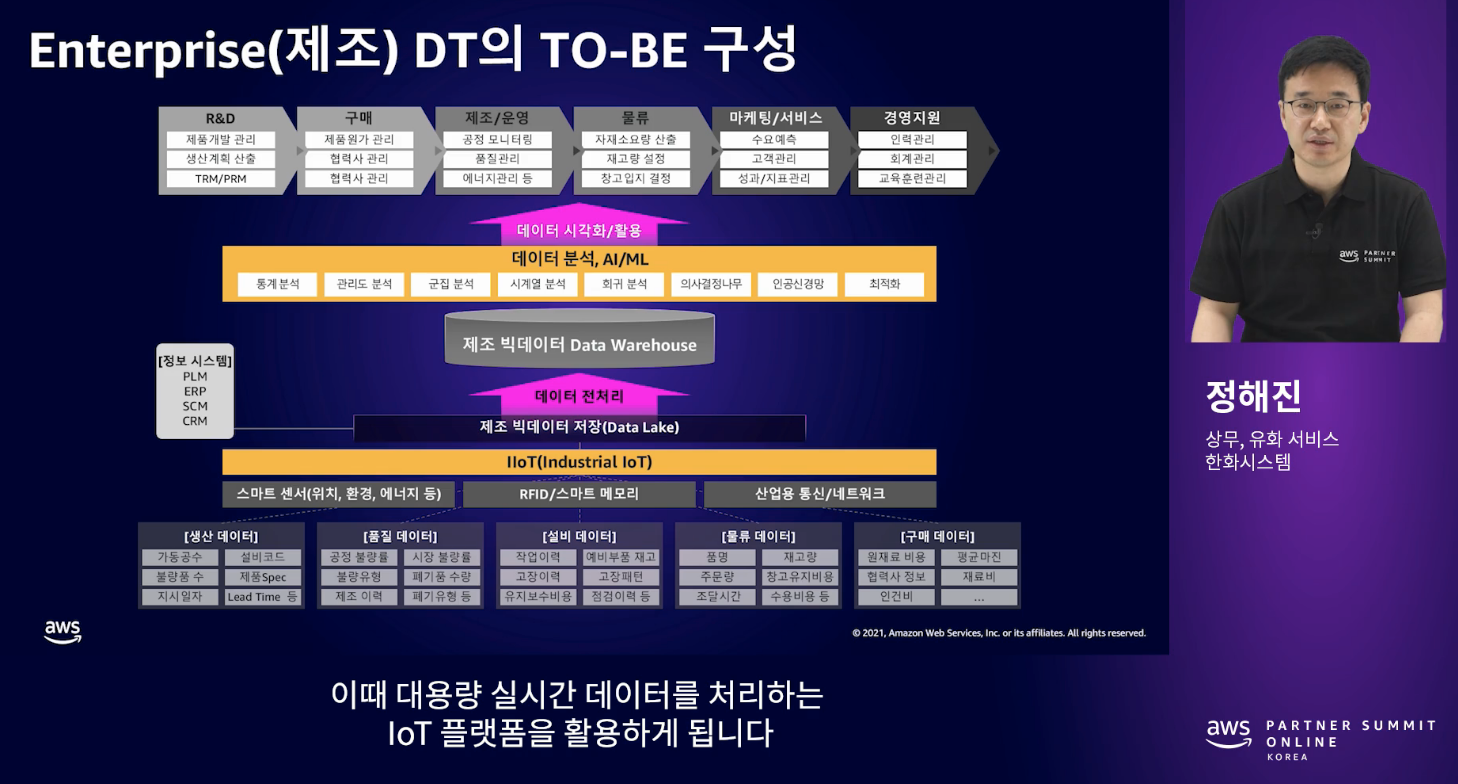 Enterprise(제조) DT의 TO-BE 구성
R&D
제품개발 관리
생산계획 산출
TRM/PRM
구매
제품원가 관리
협력사 관리
협력사 관리
제조/운영
공정 모니터링
품질관리
에너지관리 등
물류
자재소요량 산출
재고량 설정
창고입지 결정
마케팅/서비스
수요예측
고객관리
성과/지표관리
경영지원
인력관리
회계관리
교육훈련관리
데이터 시각화/활용
데이터 분석, AI/ML
통계 분석
관리도 분석
군집 분석
시계열 분석
회귀 분석
의사결정나무
인공신경망
최적화
제조 빅데이터 Data Warehouse
[정보 시스템]
PLM
ERP
SCM
CRM
데이터 전처리
제조 빅데이터 저장(Data Lake)
IIoT(Industrial IoT)
스마트 센서(위치, 환경, 에너지 등)
RFID/스마트 메모리
산업용 통신/네트워크
[생산 데이터]
가동공수 설비코드
불량품 수 제품Spec
지시일자 Lead Time 등
[품질 데이터]
공정 불량률 시장 불량률
불량유형 폐기품 수량
제조 이력 폐기유형 등
[설비 데이터]
작업이력 예비부품 재고
고장이력 고장패턴
유지보수비용 점검이력 등
[물류 데이터]
품명 재고량
주문량 창고유지비용
조달시간 수용비용 등
[구매 데이터]
원재료 비용 평균마진
협력사 정보 재료비
인건비 ...
aws
© 2021, Amazon Web Services, Inc. or its affiliates. All rights reserved.
이때 대용량 실시간 데이터를 처리하는
IoT 플랫폼을 활용하게 됩니다
aws PARTNER
SUMMIT
정해진
상무, 유화 서비스
한화시스템
aws PARTNER SUMMIT
ONLINE
KOREA